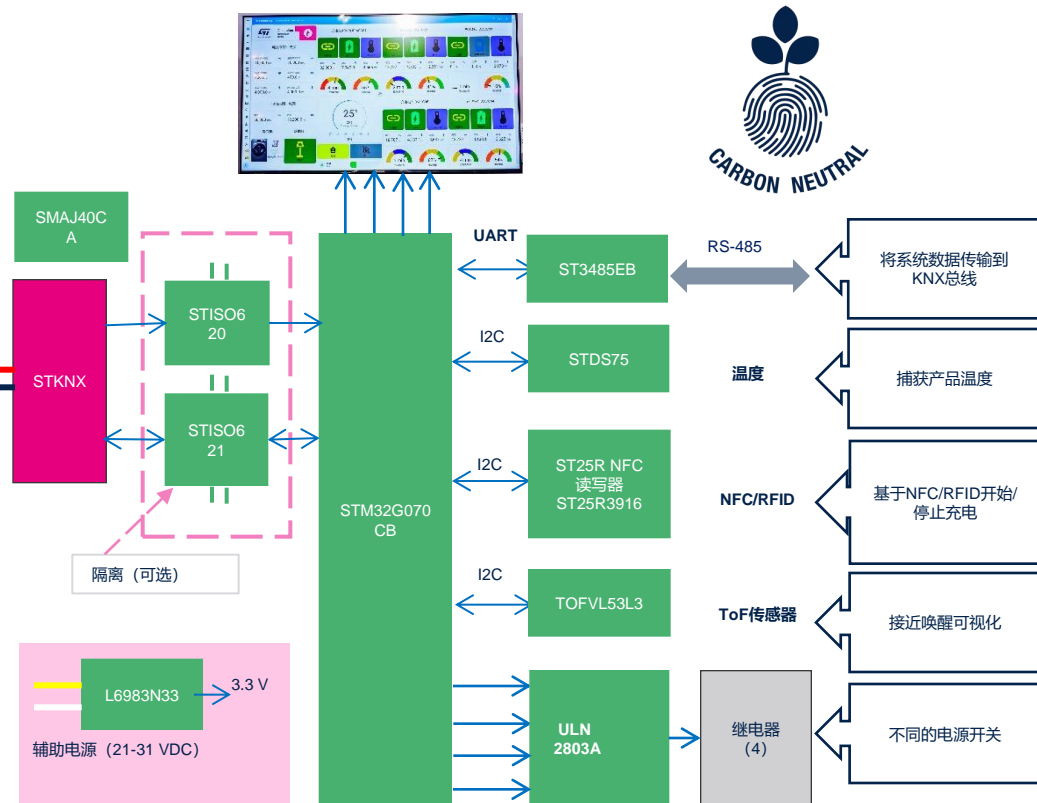 25°
CARBON NEUTRAL
SMAJ40C
A
UART
ST3485EB
RS-485
将系统数据传输到
KNX总线
STISO6
20
STKNX
I2C
STDS75
温度
捕获产品温度
STISO6
21
I2C
ST25R NFC
读写器
ST25R3916
NFC/RFID
基于NFC/RFID开始/
停止充电
STM32G070
CB
隔离（可选）
I2C
TOFVL53L3
ToF传感器
接近唤醒可视化
L6983N33
3.3 V
辅助电源（21-31 VDC）
ULN
2803A
继电器
(4)
不同的电源开关